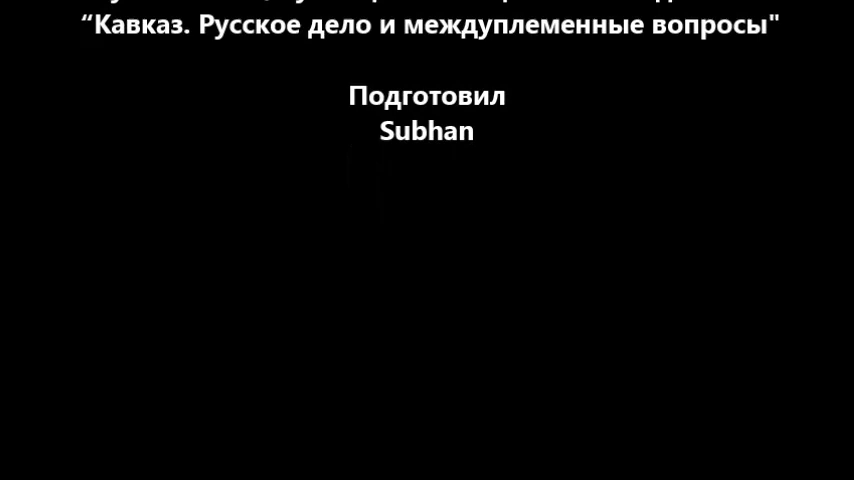 “Кавказ. Русское дело и междуплеменные вопросы"
Подготовил
Subhan